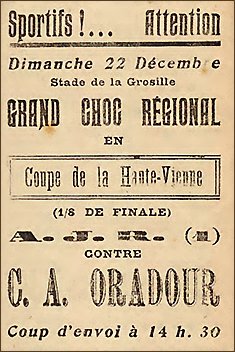 Sportifs !.... Attention
Dimanche 22 Décembre
Stade de la Grosille
GRAND CHOC RÉGIONAL
EN
Coupe de la Haute-Vienne
(1/8 DE FINALE)
A. J. R. (1)
CONTRE
C. A. ORADOUR
Coup d'envoi à 14 h. 30